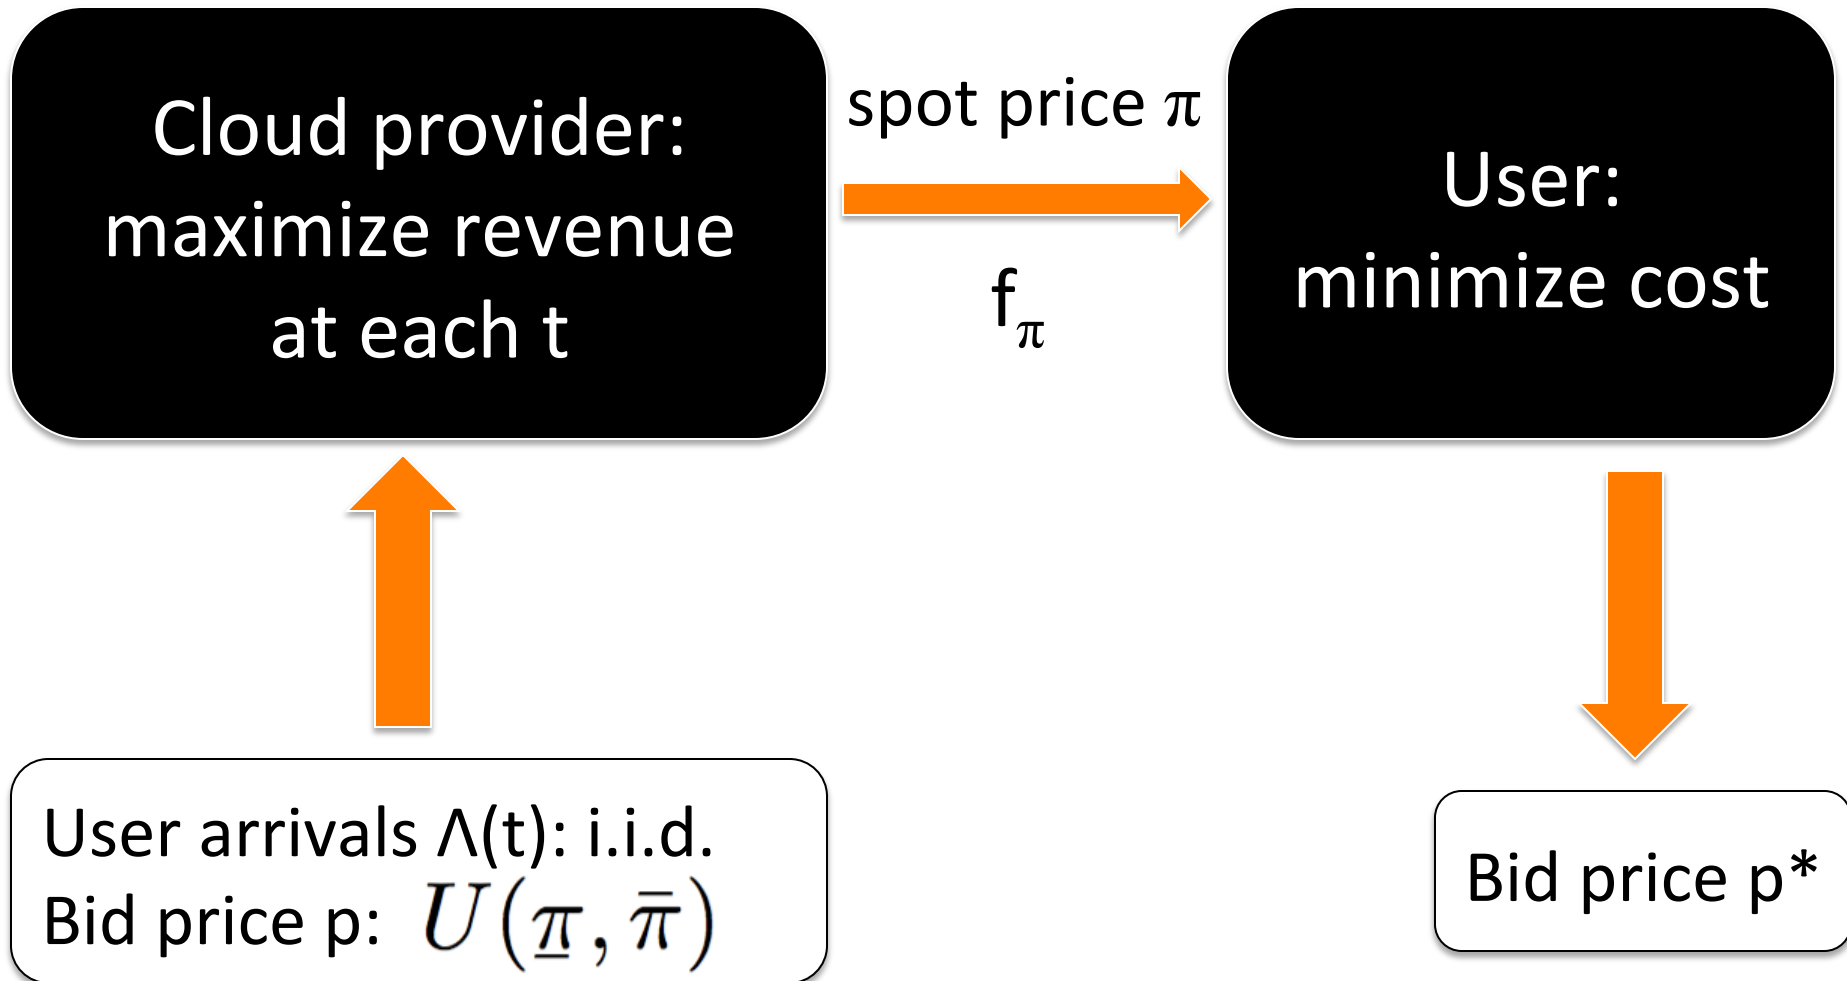 Cloud provider:
maximize revenue
at each t
spot price π
f_π
User:
minimize cost
User arrivals Λ(t): i.i.d.
Bid price p: U(π̲, π̄)
Bid price p*